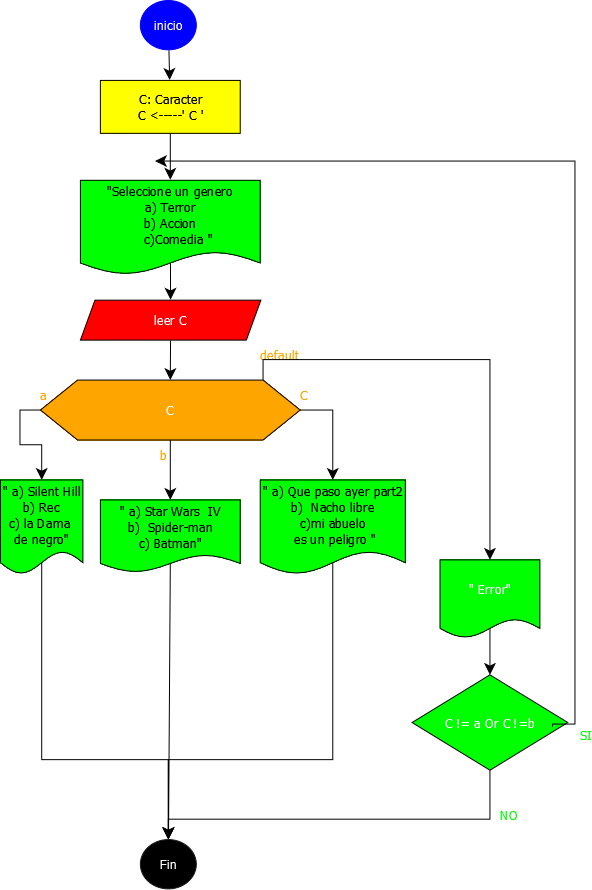 inicio
C: Caracter
C <-----' C '
"Seleccione un genero
a) Terror
b) Accion
c)Comedia "
leer C
default
a
C
C
b
" a) Silent Hill
b) Rec
c) la Dama
de negro"
" a) Star Wars IV
b) Spider-man
c) Batman"
" a) Que paso ayer part2
b) Nacho libre
c)mi abuelo
es un peligro "
" Error"
C != a Or C !=b
SI
NO
Fin